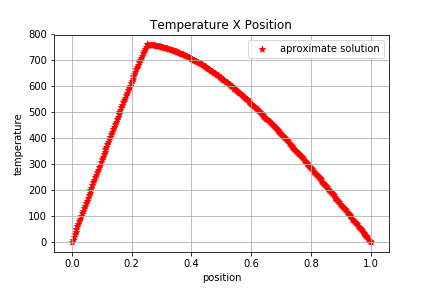 Temperature X Position
aproximate solution
temperature
800
700
600
500
400
300
200
100
0
0.0 0.2 0.4 0.6 0.8 1.0
position